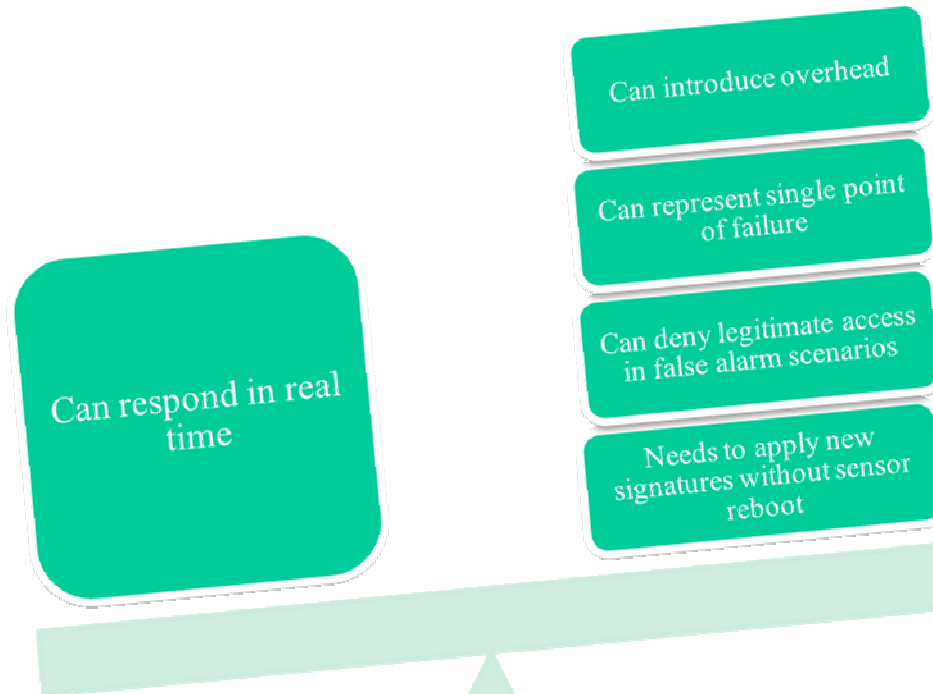 Can respond in real
time
Can introduce overhead
Can represent single point
of failure
Can deny legitimate access
in false alarm scenarios
Needs to apply new
signatures without sensor
reboot